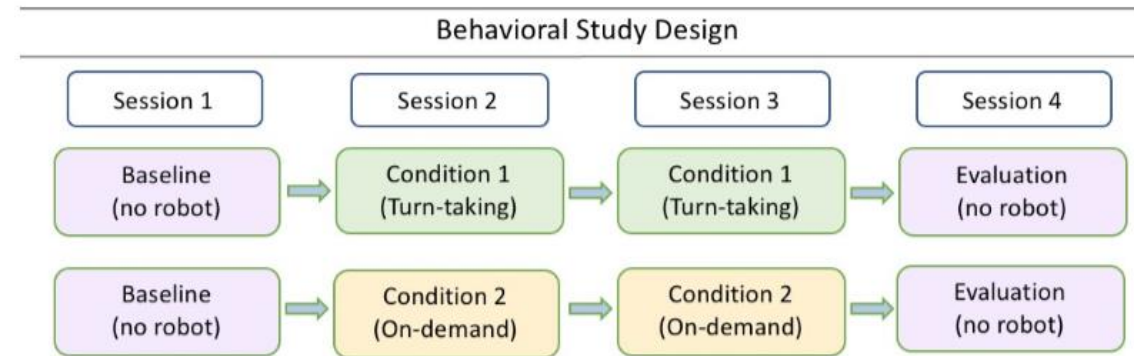 Behavioral Study Design
Session 1
Session 2
Session 3
Session 4
Baseline
(no robot)
Condition 1
(Turn-taking)
Condition 1
(Turn-taking)
Evaluation
(no robot)
Baseline
(no robot)
Condition 2
(On-demand)
Condition 2
(On-demand)
Evaluation
(no robot)